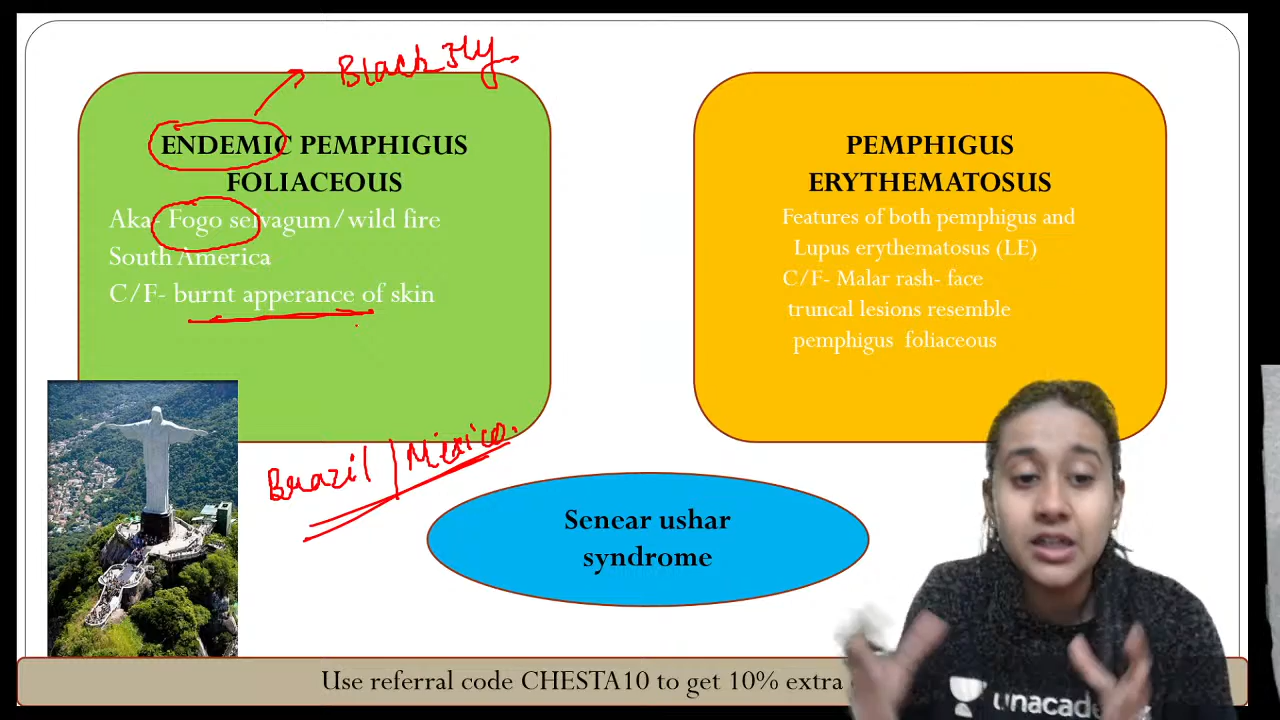 Black Fly
ENDEMIC PEMPHIGUS
FOLIACEOUS
Aka- Fogo selvagum/wild fire
South America
C/F- burnt apperance of skin
Brazil / Mexico.
PEMPHIGUS
ERYTHEMATOSUS
Features of both pemphigus and
Lupus erythematosus (LE)
C/F- Malar rash- face
truncal lesions resemble
pemphigus foliaceous
Senear ushar
syndrome
Use referral code CHESTA10 to get 10% extra
unacade